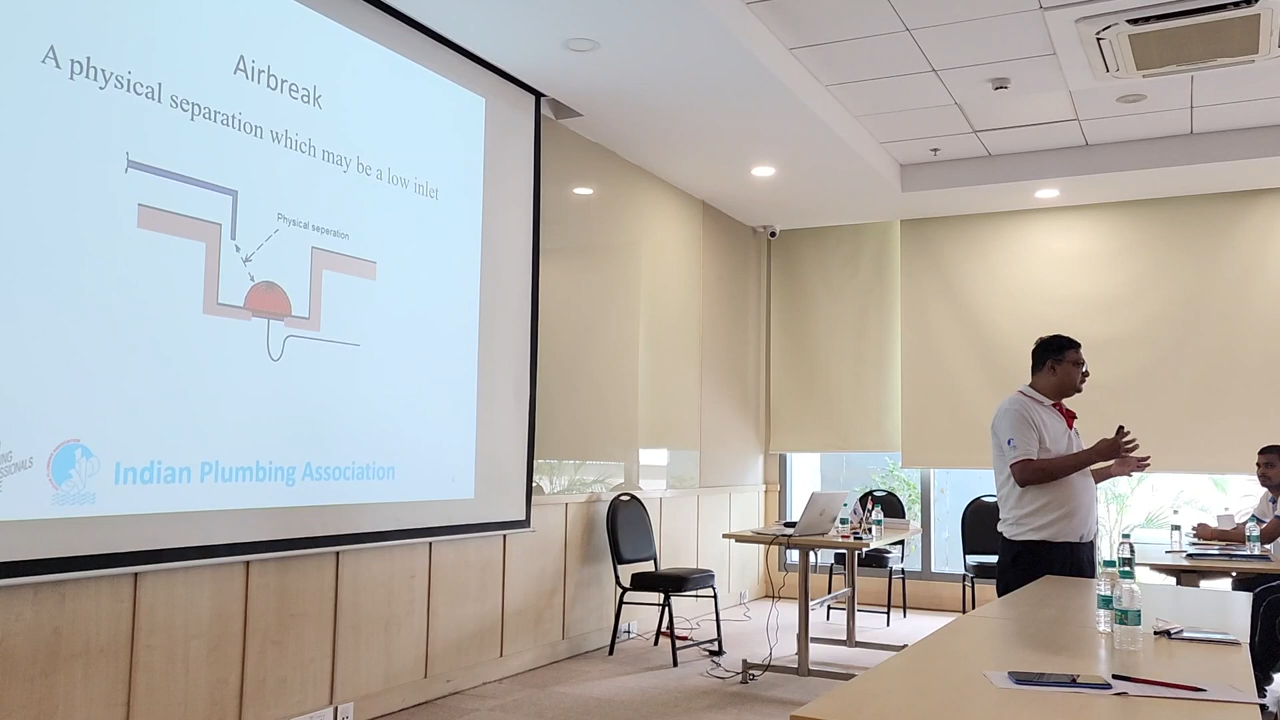 Airbreak
A physical separation which may be a low inlet
Physical seperation
Indian Plumbing Association